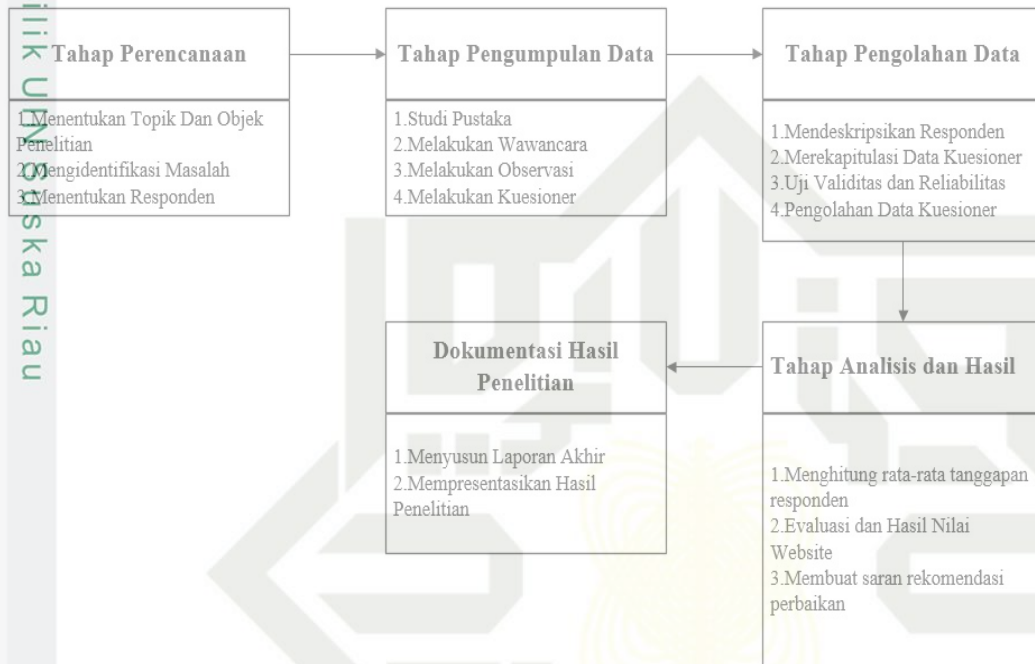 ilik UIN Suska Riau
Tahap Perencanaan
1.Menentukan Topik Dan Objek
Penelitian
2.Mengidentifikasi Masalah
3.Menentukan Responden
Tahap Pengumpulan Data
1.Studi Pustaka
2.Melakukan Wawancara
3.Melakukan Observasi
4.Melakukan Kuesioner
Tahap Pengolahan Data
1.Mendeskripsikan Responden
2.Merekapitulasi Data Kuesioner
3.Uji Validitas dan Reliabilitas
4.Pengolahan Data Kuesioner
Tahap Analisis dan Hasil
1.Menghitung rata-rata tanggapan
responden
2.Evaluasi dan Hasil Nilai
Website
3.Membuat saran rekomendasi
perbaikan
Dokumentasi Hasil
Penelitian
1.Menyusun Laporan Akhir
2.Mempresentasikan Hasil
Penelitian